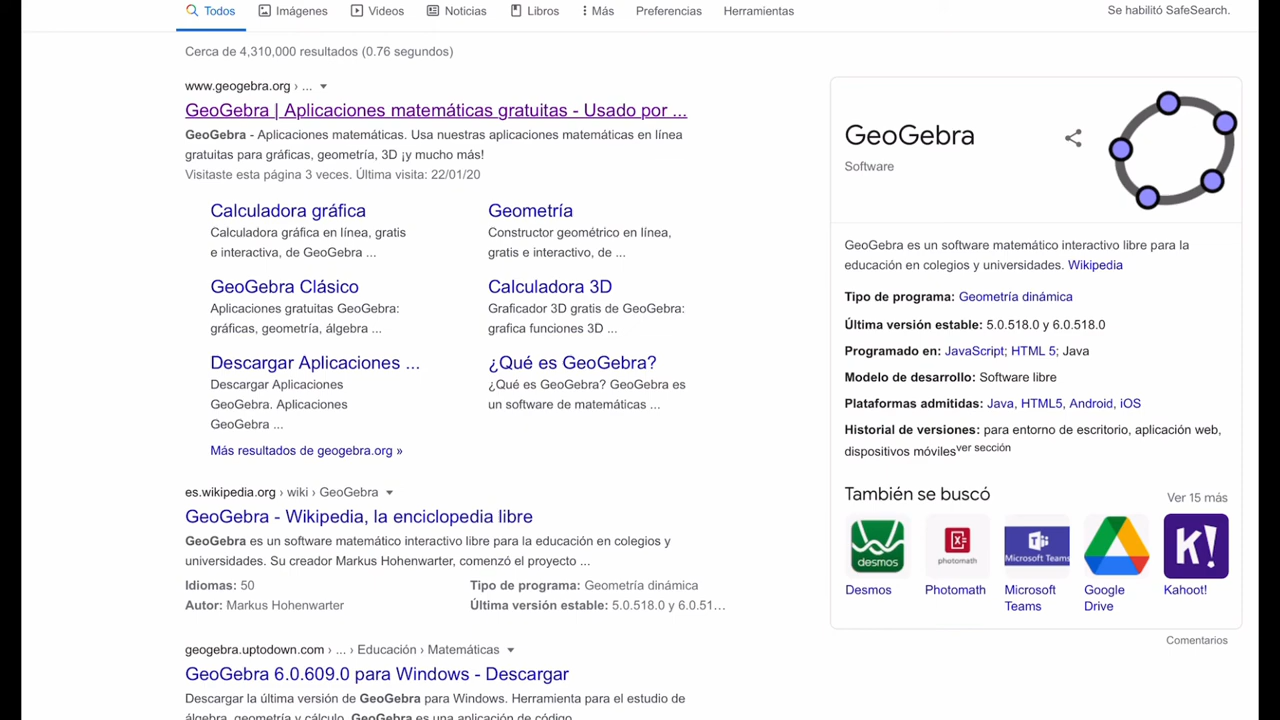 Todos Imágenes Videos Noticias Libros Más Preferencias Herramientas
Se habilitó SafeSearch.
Cerca de 4,310,000 resultados (0.76 segundos)
www.geogebra.org › ...
GeoGebra | Aplicaciones matemáticas gratuitas - Usado por ...
GeoGebra - Aplicaciones matemáticas. Usa nuestras aplicaciones matemáticas en línea
gratuitas para gráficas, geometría, 3D ¡y mucho más!
Visitaste esta página 3 veces. Última visita: 22/01/20
Calculadora gráfica
Calculadora gráfica en línea, gratis
e interactiva, de GeoGebra ...
Geometría
Constructor geométrico en línea,
gratis e interactivo, de ...
GeoGebra Clásico
Aplicaciones gratuitas GeoGebra:
gráficas, geometría, álgebra ...
Calculadora 3D
Graficador 3D gratis de GeoGebra:
grafica funciones 3D ...
Descargar Aplicaciones ...
Descargar Aplicaciones
GeoGebra. Aplicaciones
GeoGebra ...
¿Qué es GeoGebra?
¿Qué es GeoGebra? GeoGebra es
un software de matemáticas ...
Más resultados de geogebra.org »
es.wikipedia.org › wiki › GeoGebra
GeoGebra - Wikipedia, la enciclopedia libre
GeoGebra es un software matemático interactivo libre para la educación en colegios y
universidades. Su creador Markus Hohenwarter, comenzó el proyecto ...
Idiomas: 50 Tipo de programa: Geometría dinámica
Autor: Markus Hohenwarter Última versión estable: 5.0.518.0 y 6.0.51...
geogebra.uptodown.com › ... › Educación › Matemáticas
GeoGebra 6.0.609.0 para Windows - Descargar
Descargar la última versión de GeoGebra para Windows. Herramienta para el estudio de
álgebra, geometría y cálculo. GeoGebra es una aplicación de código
GeoGebra
Software
GeoGebra es un software matemático interactivo libre para la
educación en colegios y universidades. Wikipedia
Tipo de programa: Geometría dinámica
Última versión estable: 5.0.518.0 y 6.0.518.0
Programado en: JavaScript; HTML 5; Java
Modelo de desarrollo: Software libre
Plataformas admitidas: Java, HTML5, Android, iOS
Historial de versiones: para entorno de escritorio, aplicación web,
dispositivos móviles ver sección
También se buscó
Ver 15 más
desmos photomath Microsoft Teams K!
Desmos Photomath Microsoft Google Kahoot!
Teams Drive
Comentarios